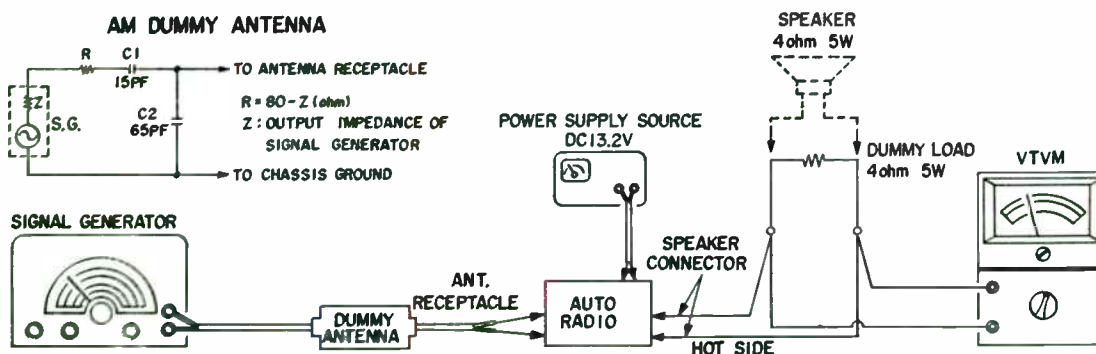 AM DUMMY ANTENNA
R
C1
15PF
TO ANTENNA RECEPTACLE
Z
S.G.
C2
65PF
R=80-Z (ohm)
Z : OUTPUT IMPEDANCE OF
SIGNAL GENERATOR
TO CHASSIS GROUND
SPEAKER
4ohm 5W
POWER SUPPLY SOURCE
DC13.2V
DUMMY LOAD
4ohm 5W
VTVM
SIGNAL GENERATOR
SPEAKER
CONNECTOR
ANT.
RECEPTACLE
DUMMY
ANTENNA
AUTO
RADIO
HOT SIDE